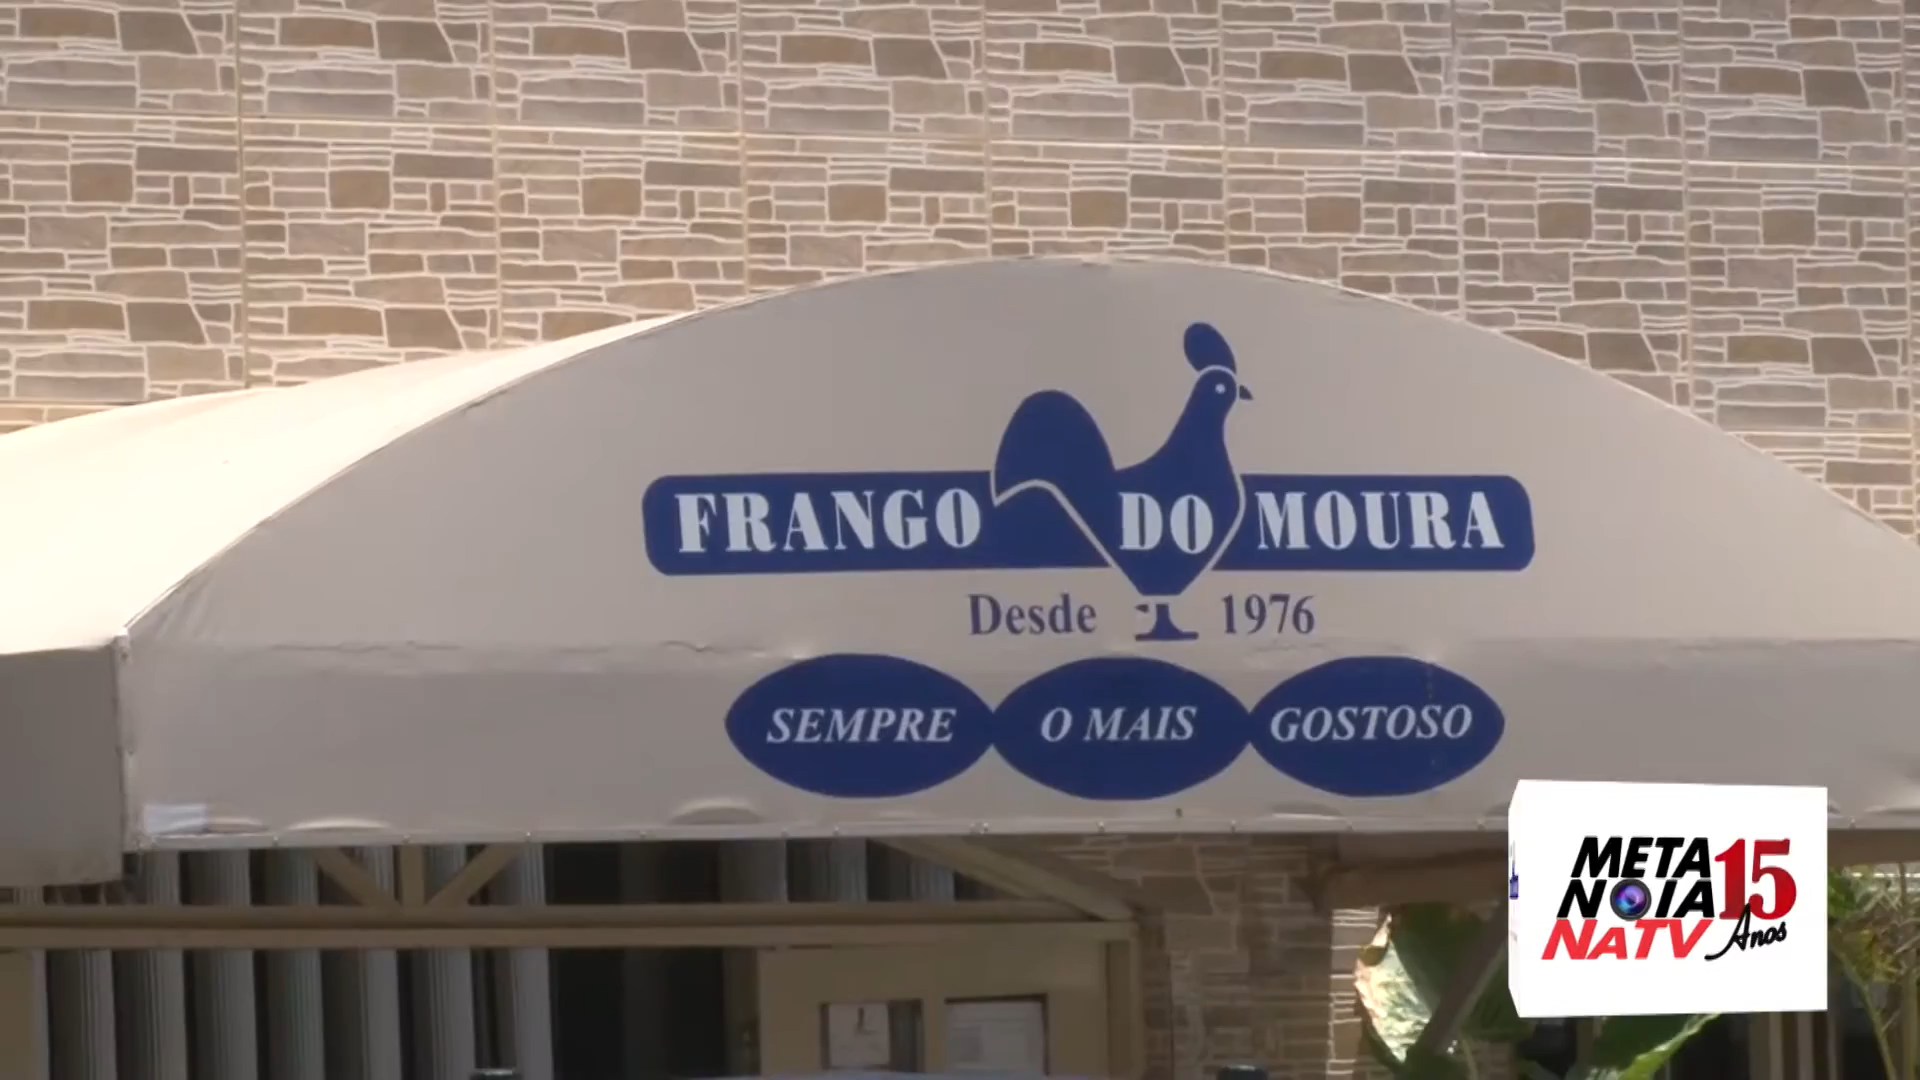 FRANGO DO MOURA
Desde 1976
SEMPRE O MAIS GOSTOSO
META 15
NOIA
NATV Anos